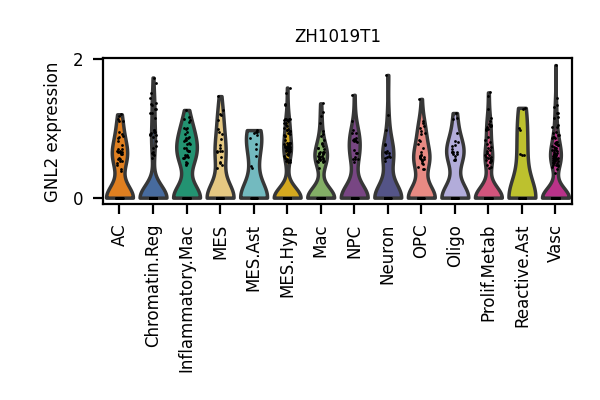 ZH1019T1
GNL2 expression
2
0
AC
Chromatin.Reg
Inflammatory.Mac
MES
MES.Ast
MES.Hyp
Mac
NPC
Neuron
OPC
Oligo
Prolif.Metab
Reactive.Ast
Vasc